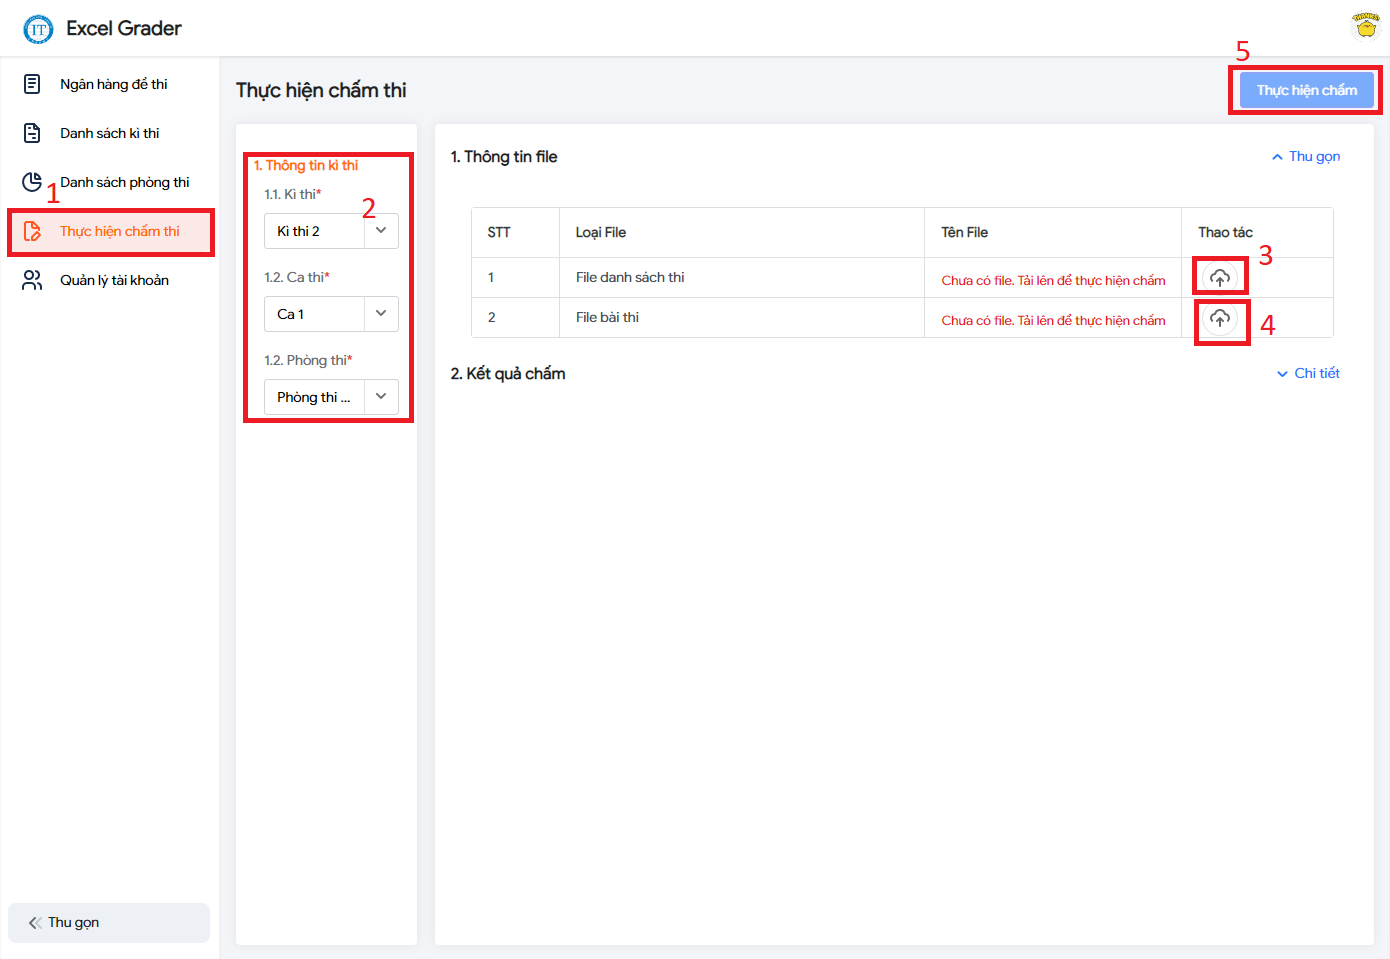 Excel Grader
THANKS!
Ngân hàng đề thi
Danh sách kì thi
Danh sách phòng thi
1
Thực hiện chấm thi
Quản lý tài khoản
Thu gọn
Thực hiện chấm thi
5
Thực hiện chấm
1. Thông tin kì thi
1.1. Kì thi*
2
Kì thi 2
1.2. Ca thi*
Ca 1
1.2. Phòng thi*
Phòng thi ...
1. Thông tin file
Thu gọn
STT Loại File Tên File Thao tác
3
1 File danh sách thi Chưa có file. Tải lên để thực hiện chấm
2 File bài thi Chưa có file. Tải lên để thực hiện chấm
4
2. Kết quả chấm
Chi tiết